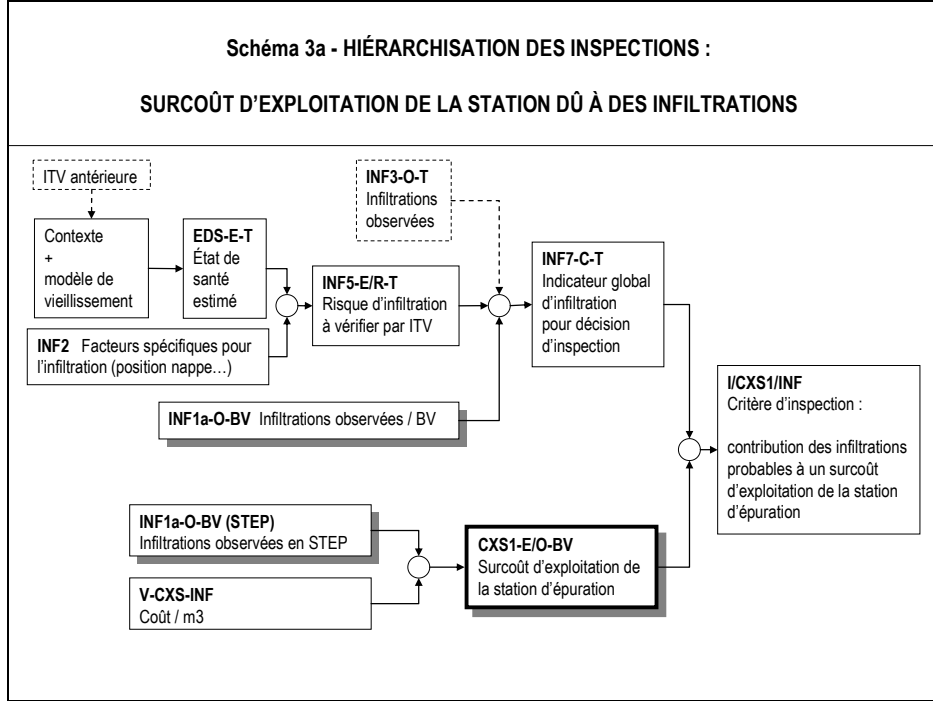 Schéma 3a - HIÉRARCHISATION DES INSPECTIONS :
SURCOÛT D'EXPLOITATION DE LA STATION DÛ À DES INFILTRATIONS
ITV antérieure
Contexte
+
modèle de
vieillissement
EDS-E-T
État de
santé
estimé
INF2 Facteurs spécifiques pour
l'infiltration (position nappe…)
INF5-E/R-T
Risque d'infiltration
à vérifier par ITV
INF3-O-T
Infiltrations
observées
INF7-C-T
Indicateur global
d'infiltration
pour décision
d'inspection
INF1a-O-BV Infiltrations observées / BV
I/CXS1/INF
Critère d'inspection :
contribution des infiltrations
probables à un surcoût
d'exploitation de la station
d'épuration
INF1a-O-BV (STEP)
Infiltrations observées en STEP
V-CXS-INF
Coût / m3
CXS1-E/O-BV
Surcoût d'exploitation de
la station d'épuration